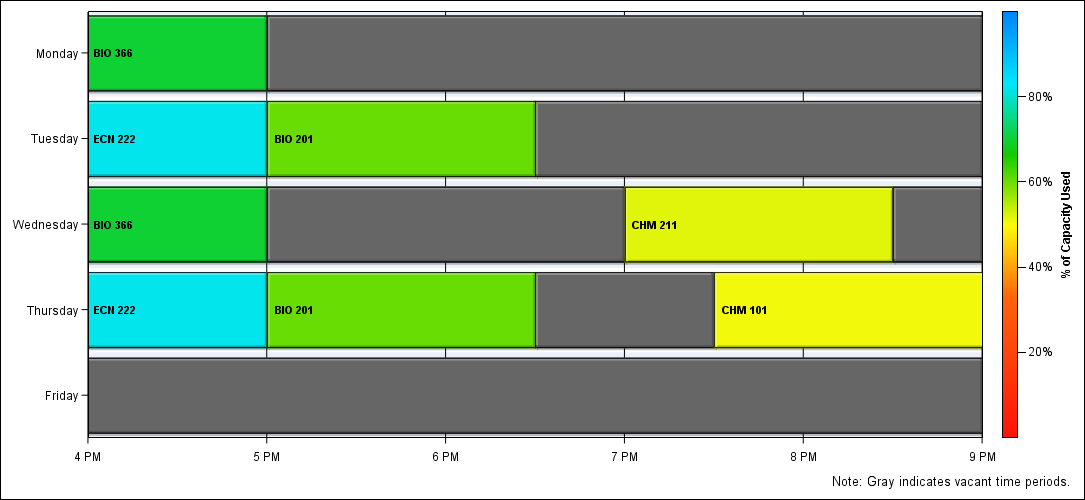 Monday
BIO 366
Tuesday
ECN 222
BIO 201
Wednesday
BIO 366
CHM 211
Thursday
ECN 222
BIO 201
CHM 101
Friday
4 PM
5 PM
6 PM
7 PM
8 PM
9 PM
80%
60%
40%
20%
% of Capacity Used
Note: Gray indicates vacant time periods.